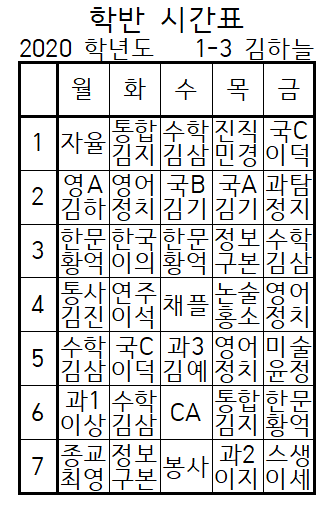 학반 시간표
2020 학년도 1-3 김하늘
월 화 수 목 금
1 자율 통합 김지 수학 김삼 진직 민경 국C 이덕
2 영A 김하 영어 정치 국B 김기 국A 김기 과탐 정지
3 한문 황억 한국 이의 한문 황억 정보 구본 수학 김삼
4 통사 김진 연주 이석 채플 논술 홍소 영어 정치
5 수학 김삼 국C 이덕 과3 김예 영어 정치 미술 윤정
6 과1 이상 수학 김삼 CA 통합 김지 한문 황억
7 종교 최영 정보 구본 봉사 과2 이지 스생 이세